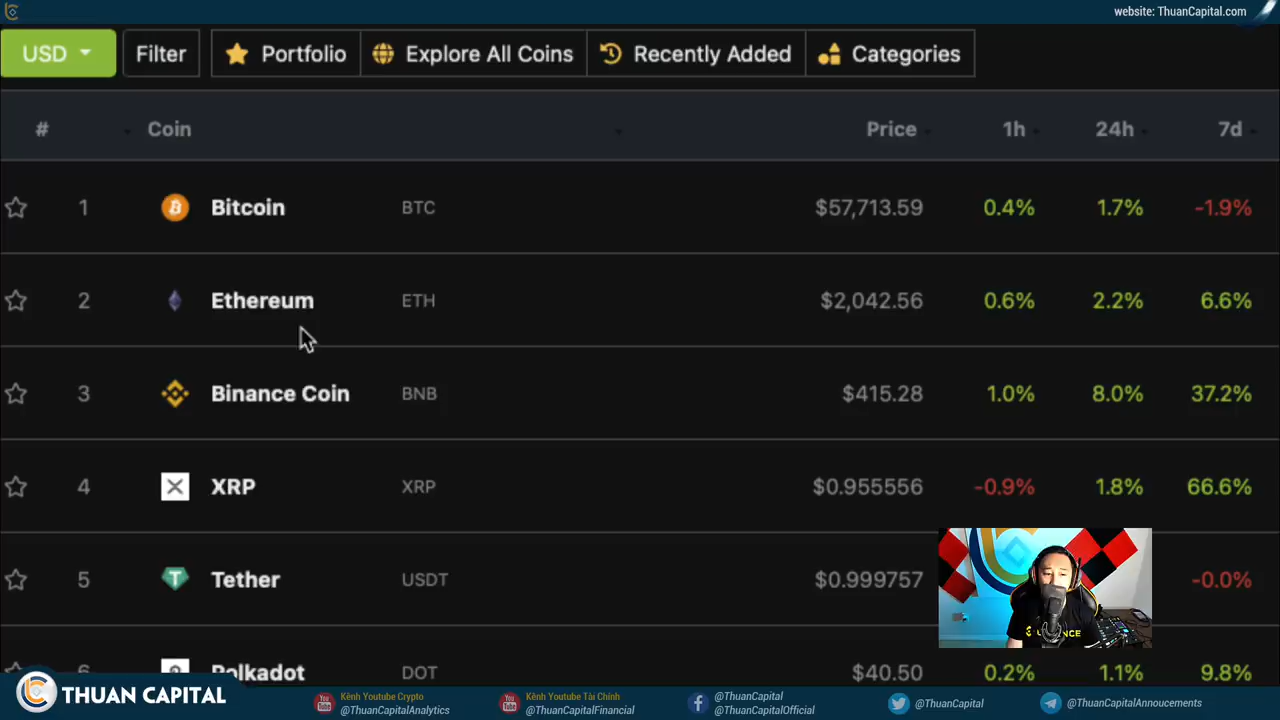 website: ThuanCapital.com
USD Filter Portfolio Explore All Coins Recently Added Categories
# Coin Price 1h 24h 7d
1 Bitcoin BTC $57,713.59 0.4% 1.7% -1.9%
2 Ethereum ETH $2,042.56 0.6% 2.2% 6.6%
3 Binance Coin BNB $415.28 1.0% 8.0% 37.2%
4 XRP XRP $0.955556 -0.9% 1.8% 66.6%
5 Tether USDT $0.999757 -0.0%
6 Polkadot DOT $40.50 0.2% 1.1% 9.8%
THUAN CAPITAL
Kênh Youtube Crypto
@ThuanCapitalAnalytics
Kênh Youtube Tài Chính
@ThuanCapitalFinancial
@ThuanCapital
@ThuanCapitalOfficial
@ThuanCapital
@ThuanCapitalAnnoucements